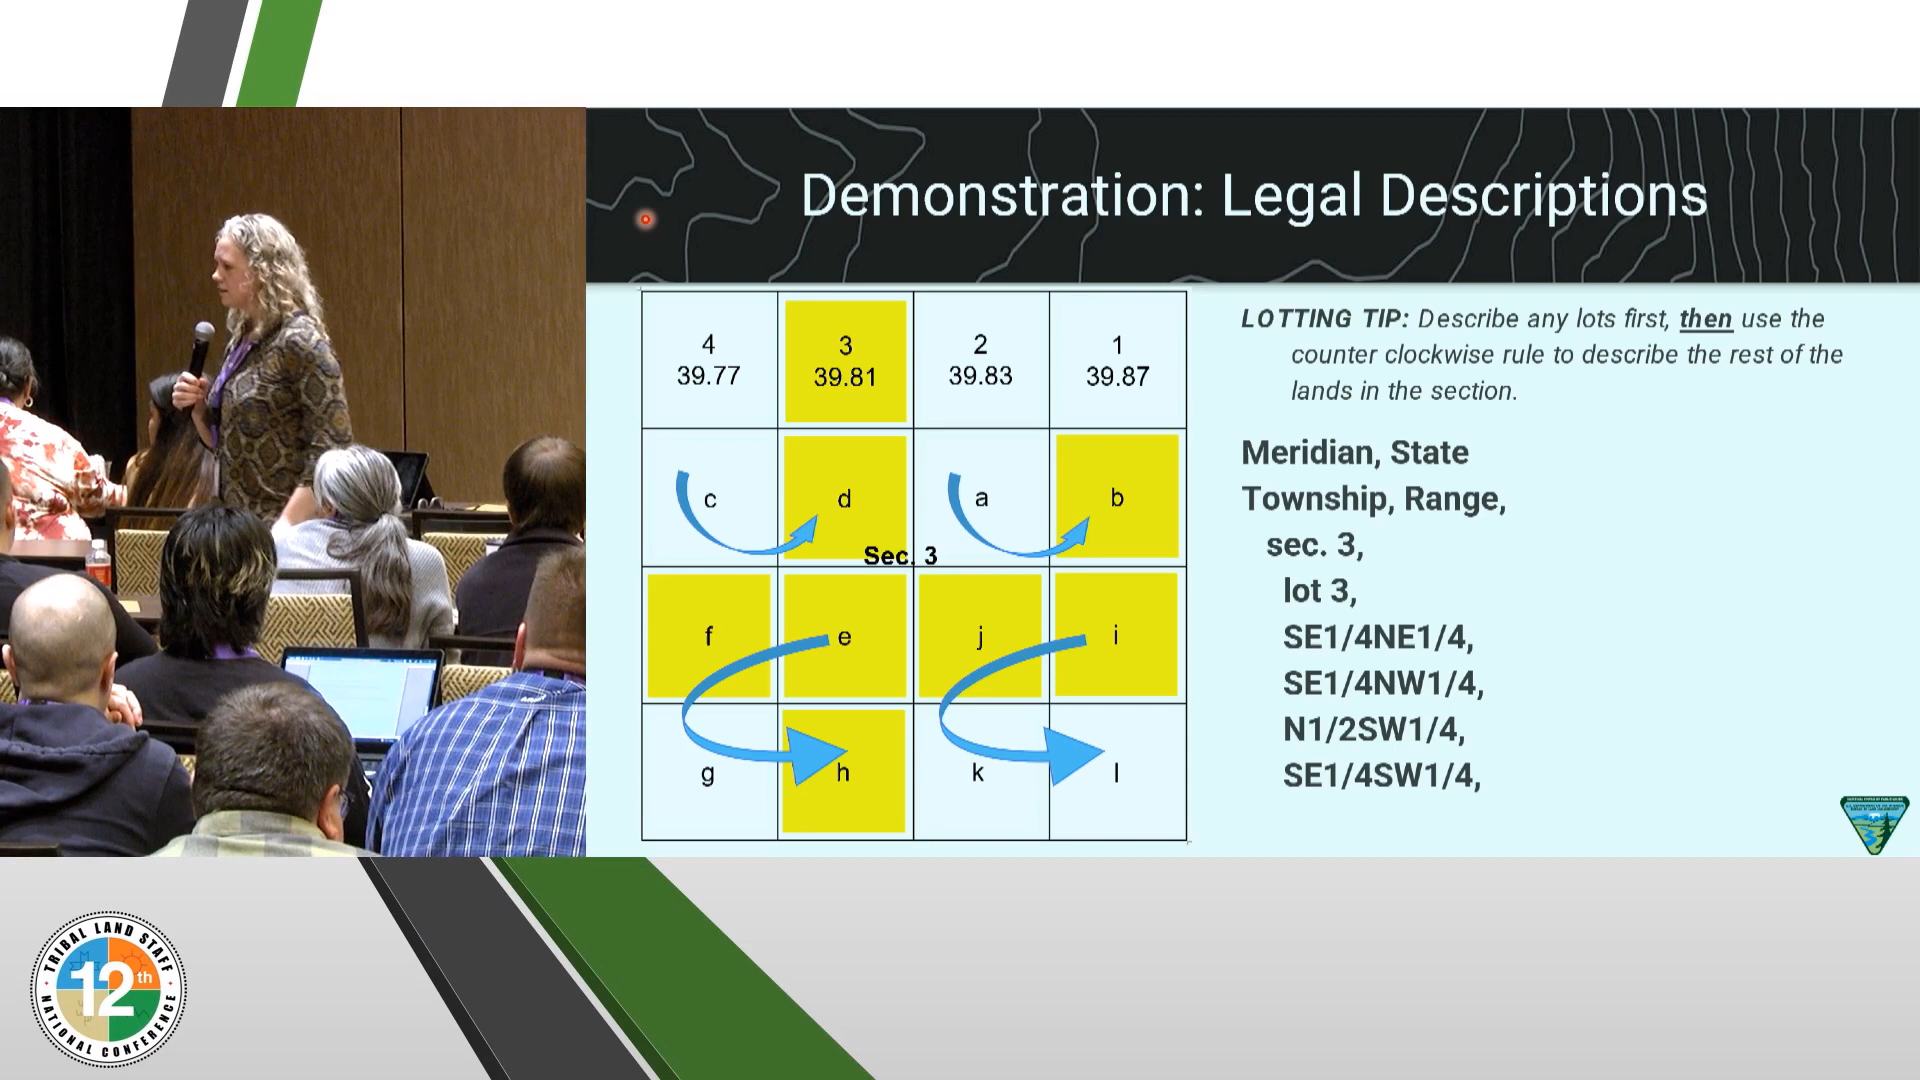 Demonstration: Legal Descriptions
4
39.77
3
39.81
2
39.83
1
39.87
c
d
a
b
Sec. 3
f
e
j
i
g
h
k
l
LOTTING TIP: Describe any lots first, then use the
counter clockwise rule to describe the rest of the
lands in the section.
Meridian, State
Township, Range,
sec. 3,
lot 3,
SE1/4NE1/4,
SE1/4NW1/4,
N1/2SW1/4,
SE1/4SW1/4,
TRIBAL LAND STAFF
12th
NATIONAL CONFERENCE